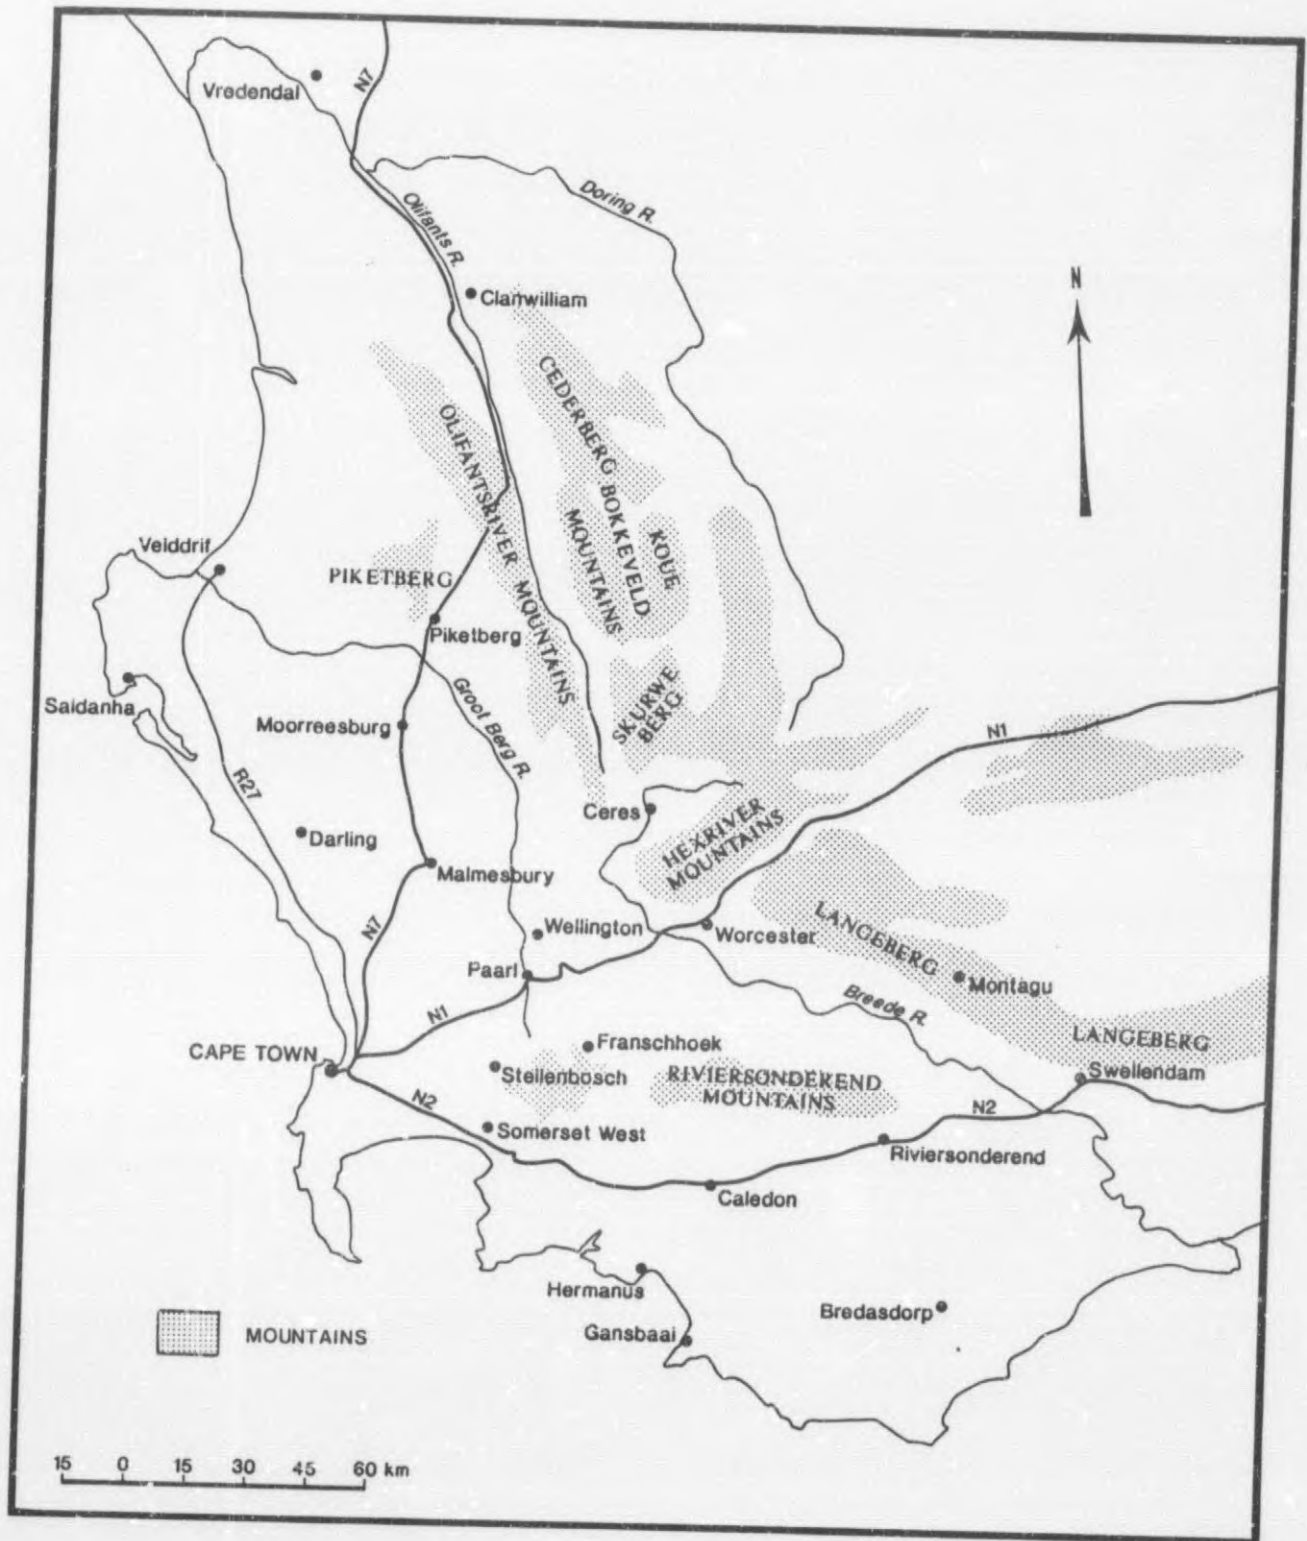 Vredendal
N7
Doring R.
Olifants R.
N
Clanwilliam
CEDERBERG
OLIFANTSRIVER MOUNTAINS
BOKKEVELD
MOUNTAINS
KOUE
Velddrif
PIKETBERG
Piketberg
Saldanha
Groot Berg R.
SKURWE
BERG
Moorreesburg
N1
R27
Ceres
HEXRIVER
MOUNTAINS
Darling
Malmesbury
Wellington
Worcester
LANGEBERG
N7
Paarl
Montagu
Breede R.
N1
LANGEBERG
CAPE TOWN
Franschhoek
Stellenbosch
RIVIERSONDEREND
MOUNTAINS
Swellendam
N2
N2
Somerset West
Riviersonderend
Caledon
Hermanus
Bredasdorp
Gansbaai
MOUNTAINS
15 0 15 30 45 60 km